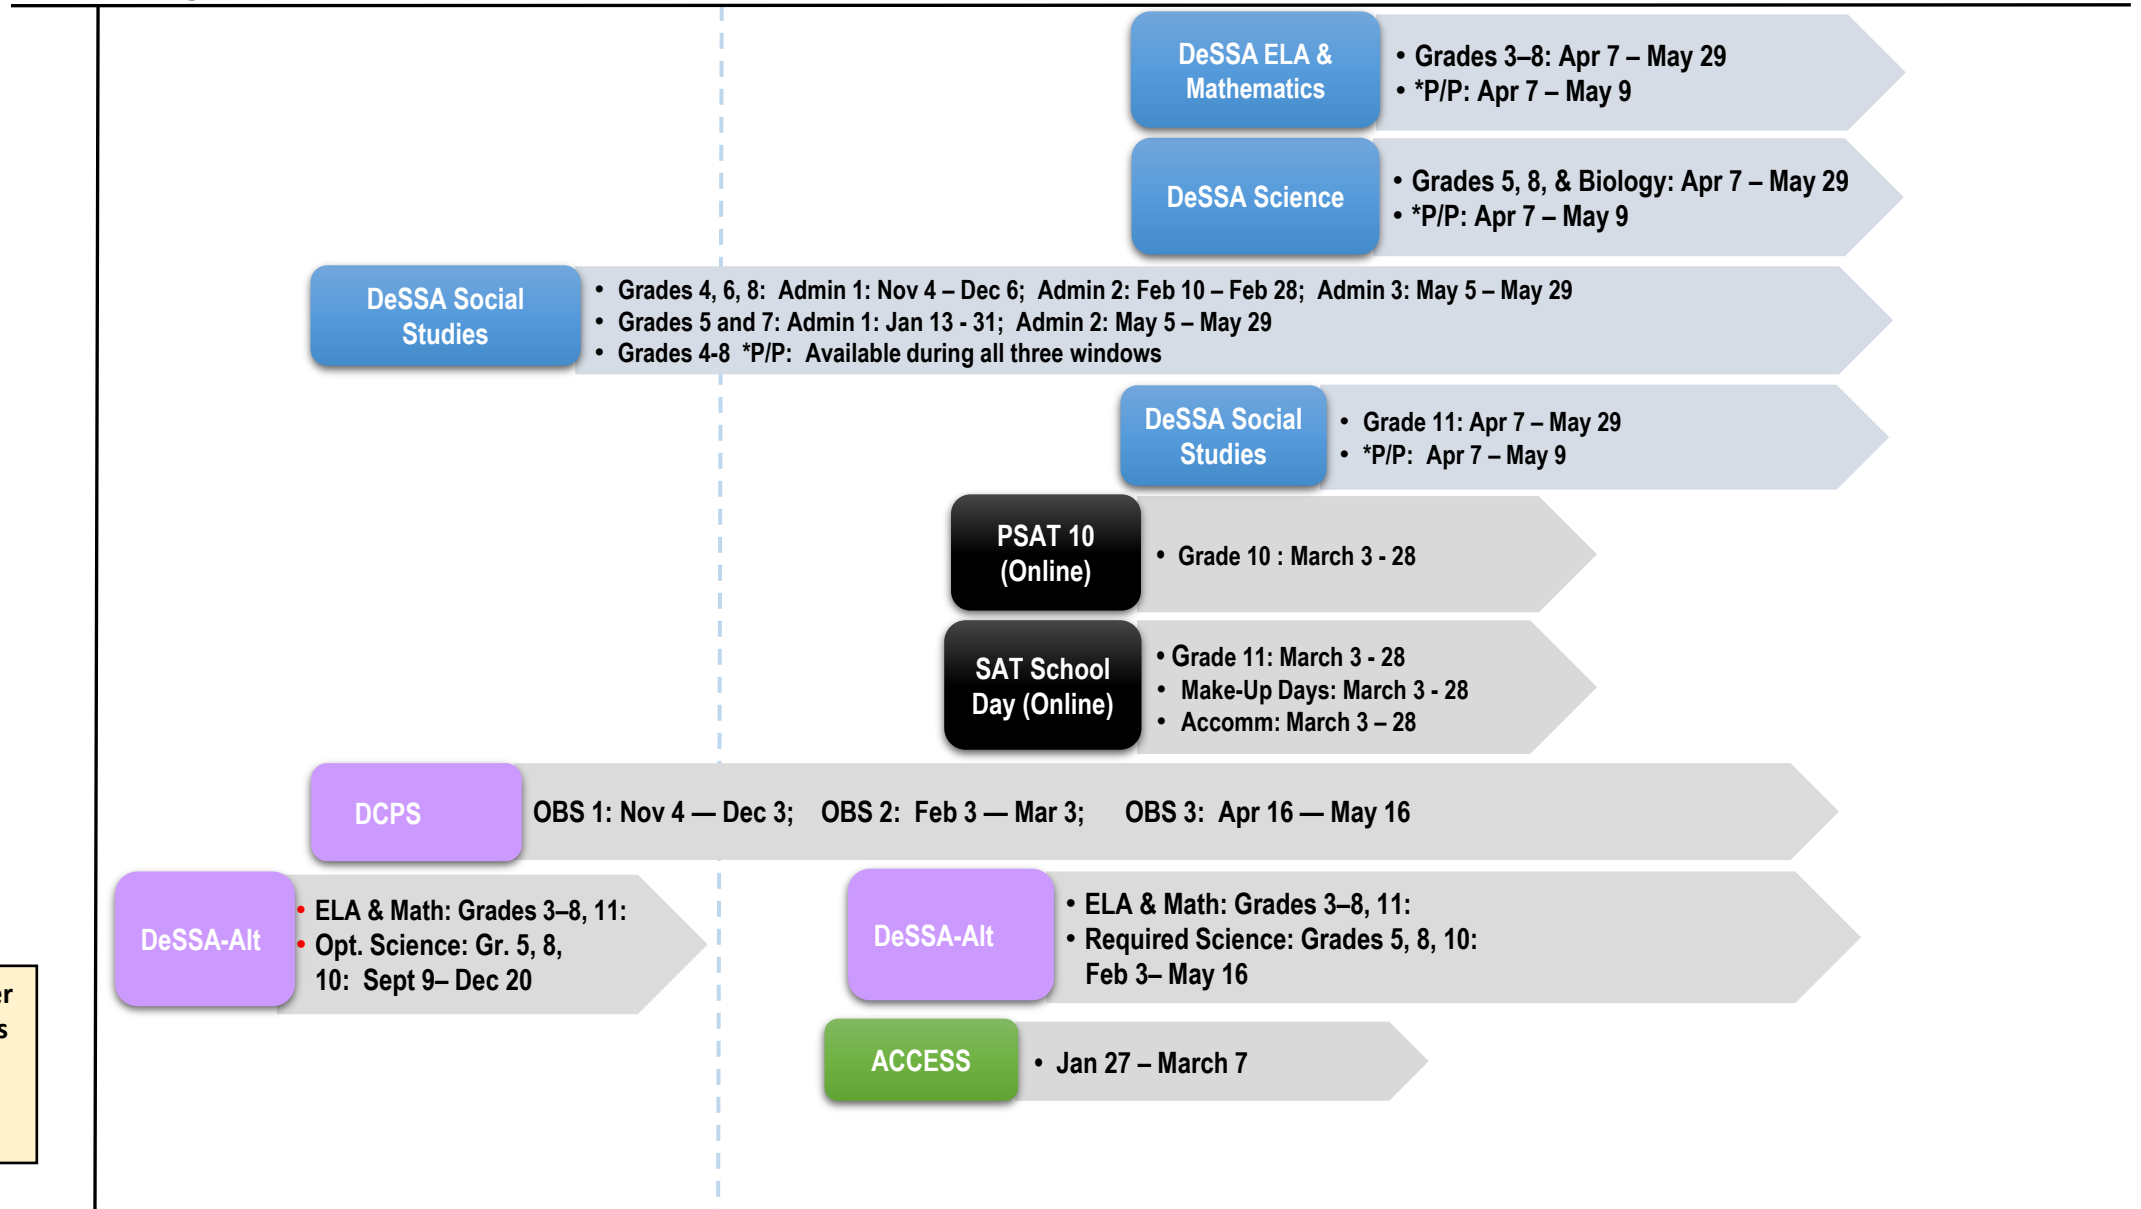 DeSSA ELA &
Mathematics
• Grades 3–8: Apr 7 – May 29
• *P/P: Apr 7 – May 9
DeSSA Science
• Grades 5, 8, & Biology: Apr 7 – May 29
• *P/P: Apr 7 – May 9
DeSSA Social
Studies
• Grades 4, 6, 8: Admin 1: Nov 4 – Dec 6; Admin 2: Feb 10 – Feb 28; Admin 3: May 5 – May 29
• Grades 5 and 7: Admin 1: Jan 13 - 31; Admin 2: May 5 – May 29
• Grades 4-8 *P/P: Available during all three windows
DeSSA Social
Studies
• Grade 11: Apr 7 – May 29
• *P/P: Apr 7 – May 9
PSAT 10
(Online)
• Grade 10 : March 3 - 28
SAT School
Day (Online)
• Grade 11: March 3 - 28
• Make-Up Days: March 3 - 28
• Accomm: March 3 – 28
DCPS
OBS 1: Nov 4 — Dec 3; OBS 2: Feb 3 — Mar 3; OBS 3: Apr 16 — May 16
DeSSA-Alt
• ELA & Math: Grades 3–8, 11:
• Opt. Science: Gr. 5, 8,
10: Sept 9– Dec 20
DeSSA-Alt
• ELA & Math: Grades 3–8, 11:
• Required Science: Grades 5, 8, 10:
Feb 3– May 16
ACCESS
• Jan 27 – March 7